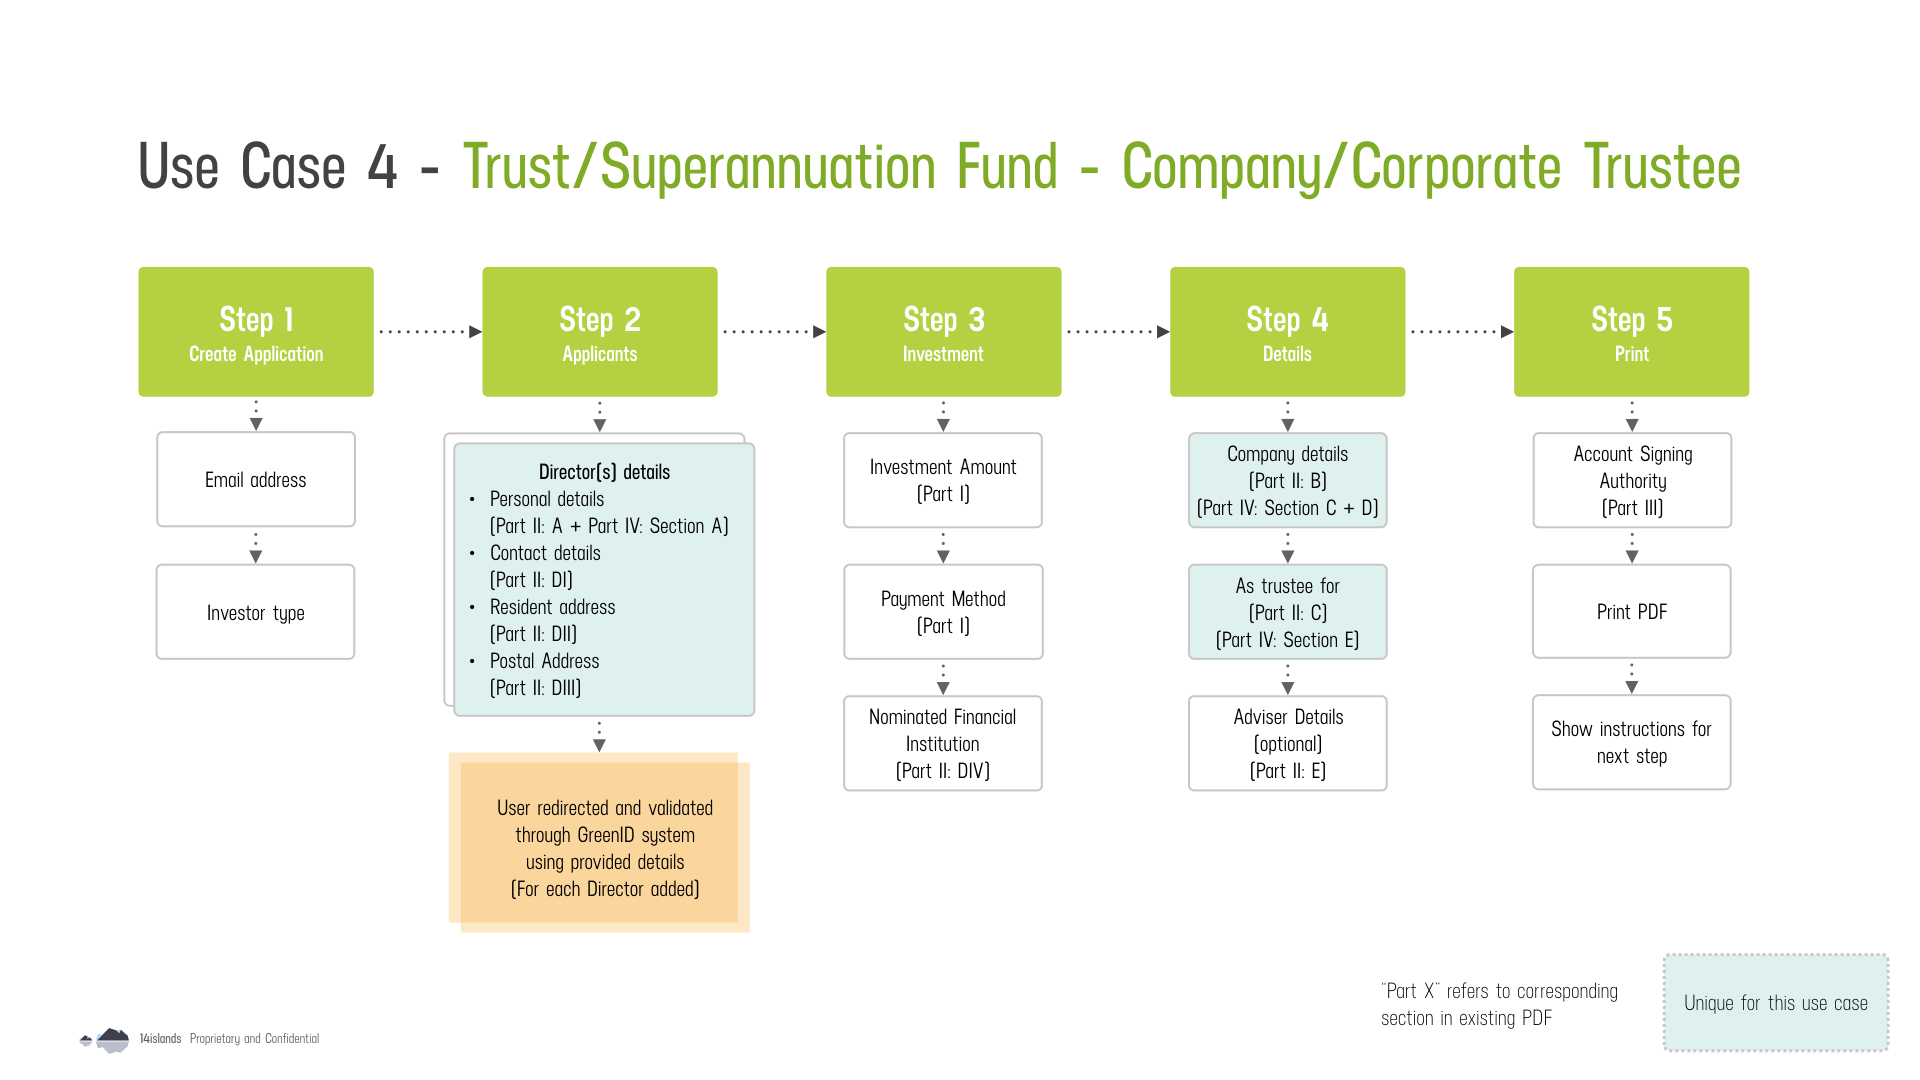 Use Case 4 - Trust/Superannuation Fund - Company/Corporate Trustee
Step 1
Create Application
Email address
Investor type
Step 2
Applicants
Director(s) details
• Personal details
(Part II: A + Part IV: Section A)
• Contact details
(Part II: DI)
• Resident address
(Part II: DII)
• Postal Address
(Part II: DIII)
User redirected and validated
through GreenID system
using provided details
(For each Director added)
Step 3
Investment
Investment Amount
(Part I)
Payment Method
(Part I)
Nominated Financial
Institution
(Part II: DIV)
Step 4
Details
Company details
(Part II: B)
(Part IV: Section C + D)
As trustee for
(Part II: C)
(Part IV: Section E)
Adviser Details
(optional)
(Part II: E)
Step 5
Print
Account Signing
Authority
(Part III)
Print PDF
Show instructions for
next step
"Part X" refers to corresponding
section in existing PDF
Unique for this use case
14islands Proprietary and Confidential